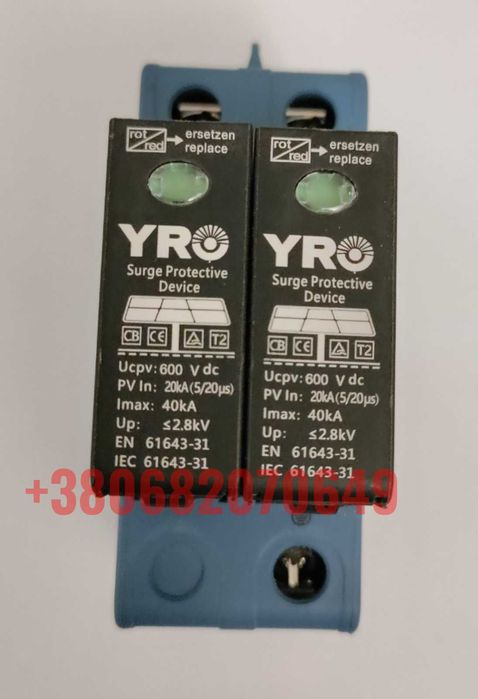 rot
red
ersetzen
replace
YRO
Surge Protective
Device
CB CE T2
Ucpv: 600 V dc
PV In: 20kA(5/20μs)
Imax: 40kA
Up: ≤2.8kV
EN 61643-31
IEC 61643-31
rot
red
ersetzen
replace
YRO
Surge Protective
Device
CB CE T2
Ucpv: 600 V dc
PV In: 20kA(5/20μs)
Imax: 40kA
Up: ≤2.8kV
EN 61643-31
IEC 61643-31
+380682070649